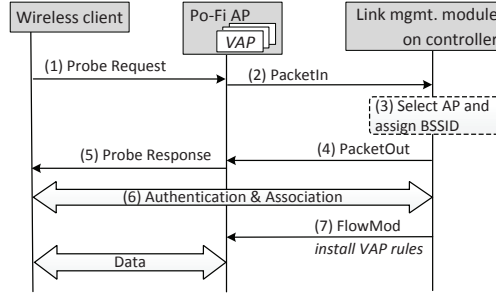 Wireless client
Po-Fi AP
VAP
Link mgmt. module
on controller
(1) Probe Request
(2) PacketIn
(3) Select AP and
assign BSSID
(4) PacketOut
(5) Probe Response
(6) Authentication & Association
(7) FlowMod
install VAP rules
Data